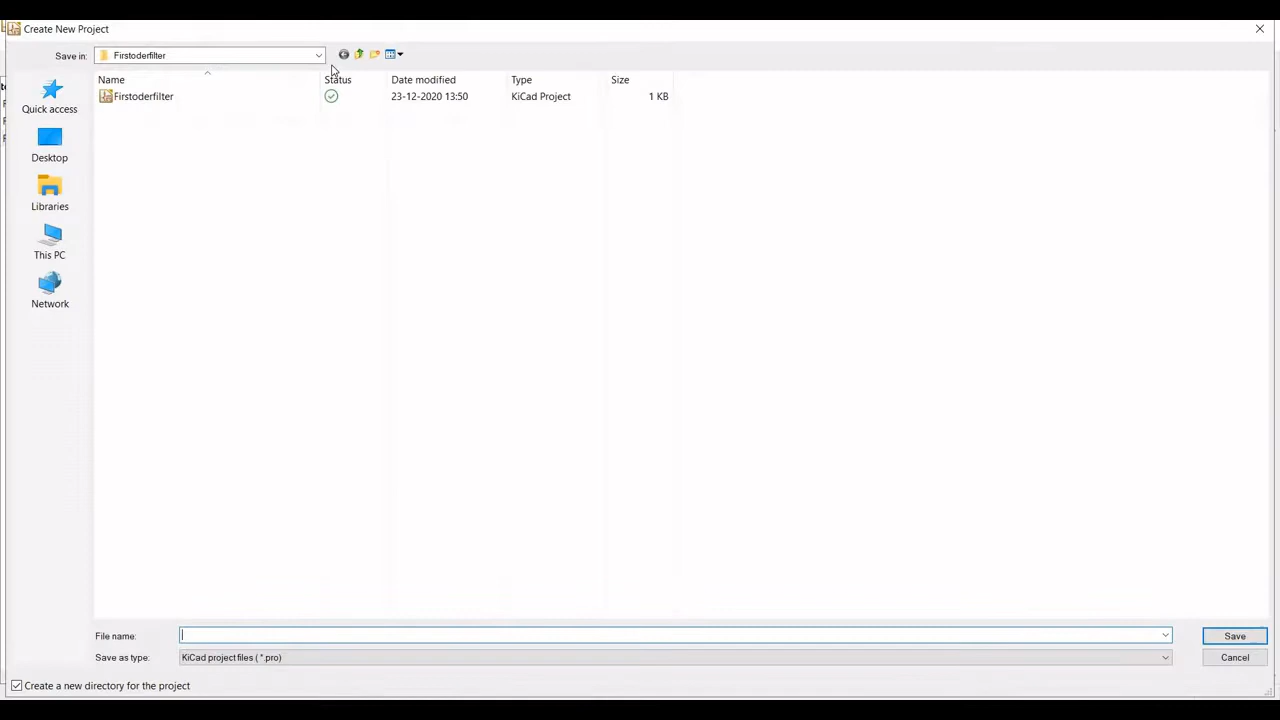 Create New Project
Save in: Firstoderfilter
Name Status Date modified Type Size
Firstoderfilter 23-12-2020 13:50 KiCad Project 1 KB
Quick access
Desktop
Libraries
This PC
Network
File name: Save
Save as type: KiCad project files ( *.pro) Cancel
Create a new directory for the project